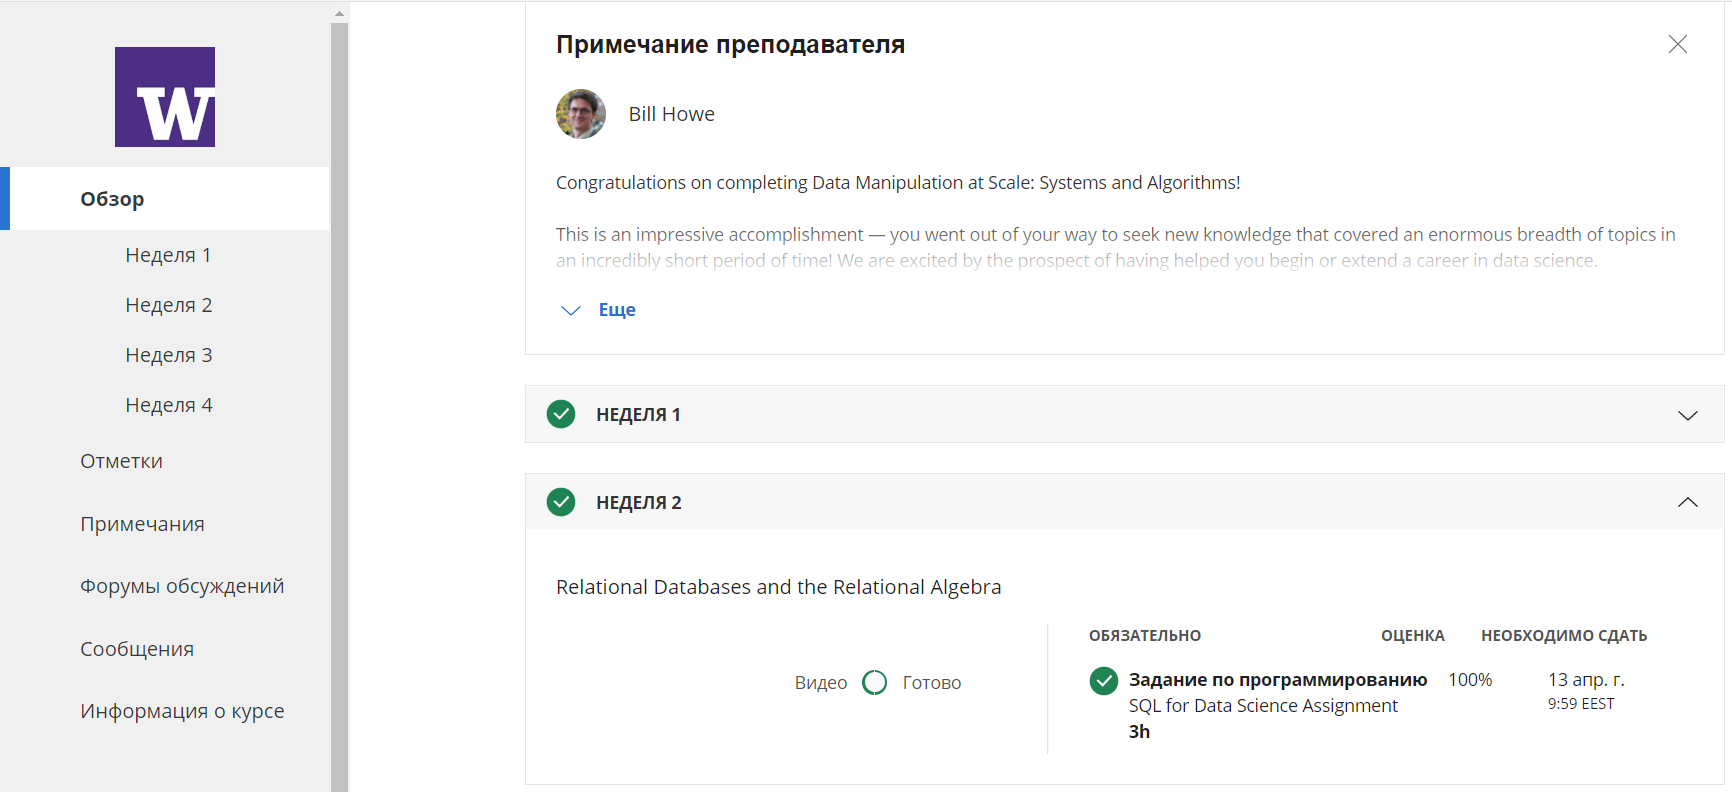 W
Обзор
Неделя 1
Неделя 2
Неделя 3
Неделя 4
Отметки
Примечания
Форумы обсуждений
Сообщения
Информация о курсе
Примечание преподавателя
Bill Howe
Congratulations on completing Data Manipulation at Scale: Systems and Algorithms!
This is an impressive accomplishment — you went out of your way to seek new knowledge that covered an enormous breadth of topics in
an incredibly short period of time! We are excited by the prospect of having helped you begin or extend a career in data science.
Еще
НЕДЕЛЯ 1
НЕДЕЛЯ 2
Relational Databases and the Relational Algebra
Видео Готово
ОБЯЗАТЕЛЬНО ОЦЕНКА НЕОБХОДИМО СДАТЬ
Задание по программированию 100% 13 апр. г.
SQL for Data Science Assignment 9:59 EEST
3h